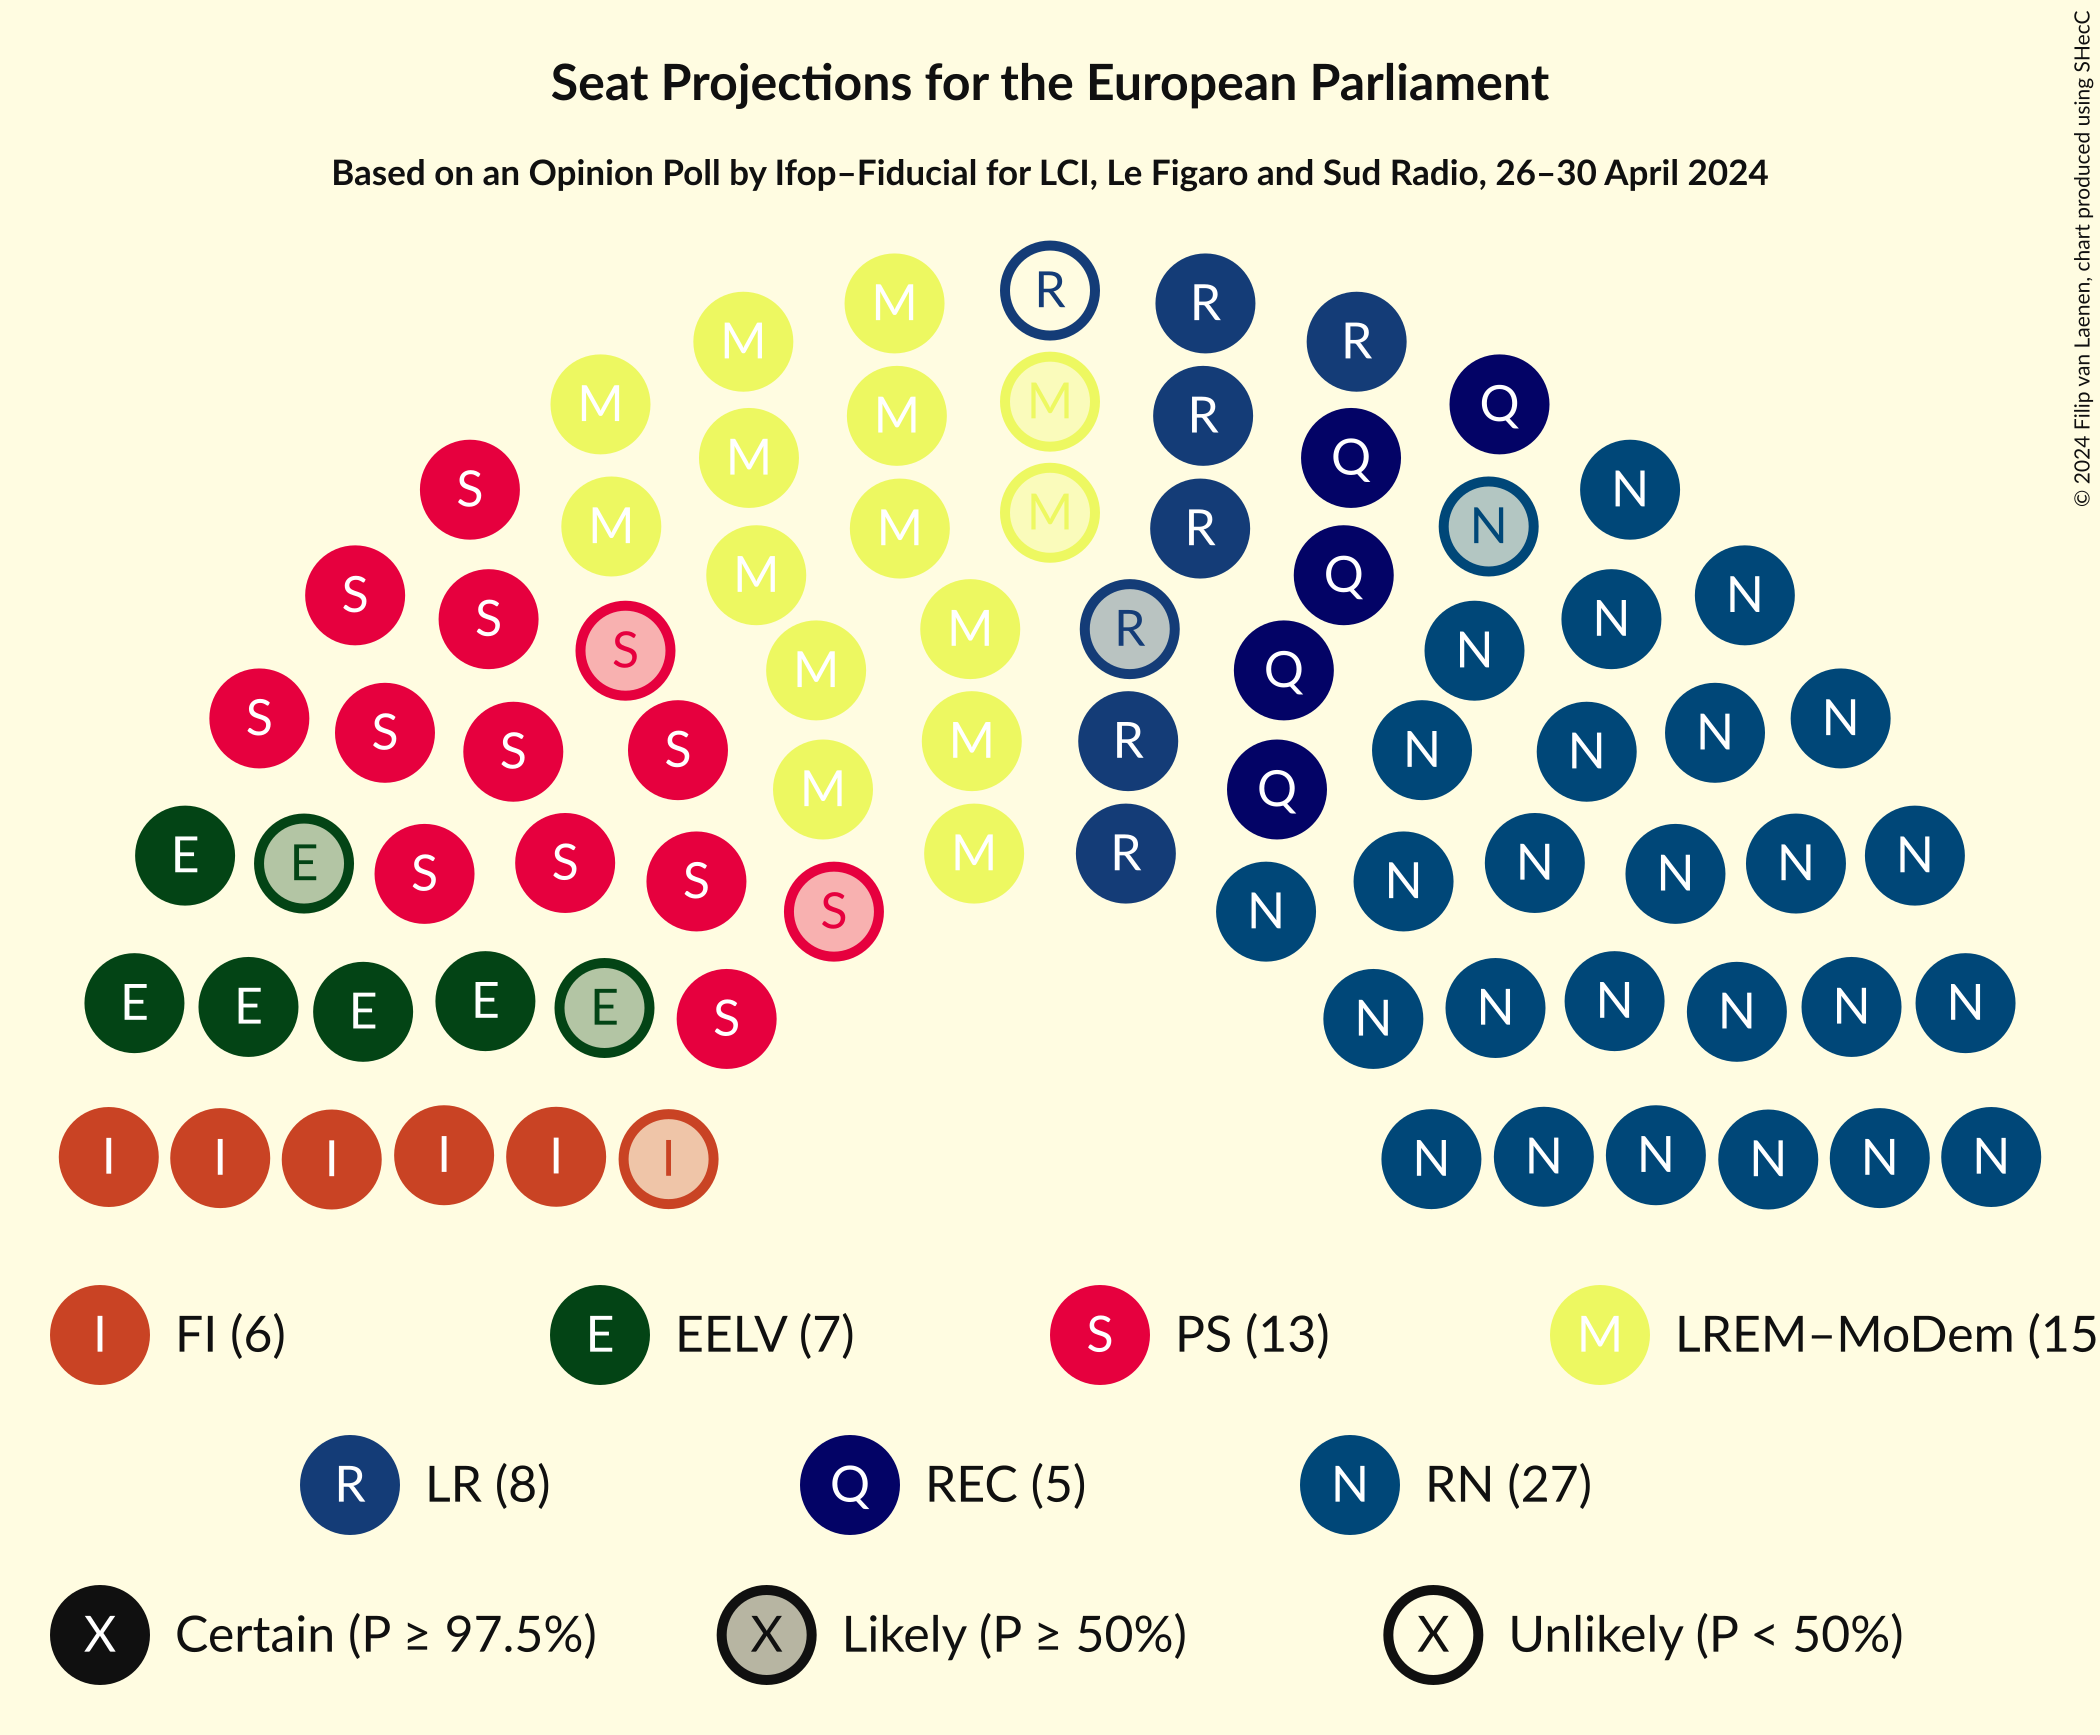 Seat Projections for the European Parliament
Based on an Opinion Poll by Ifop–Fiducial for LCI, Le Figaro and Sud Radio, 26–30 April 2024
© 2024 Filip van Laenen, chart produced using SHecC
R
M R
M R
M M Q
M R
M Q
M M
M N
S M N
M R
M Q
S N
S S N
M R
S M Q N
S N
S S N
S M R N
S S N
M Q
E E S S S M R N N N N N
S N
E E E E E S N N N N N N
I I I I I I N N N N N N
I FI (6) E EELV (7) S PS (13) M LREM–MoDem (15
R LR (8) Q REC (5) N RN (27)
X Certain (P ≥ 97.5%) X Likely (P ≥ 50%) X Unlikely (P < 50%)